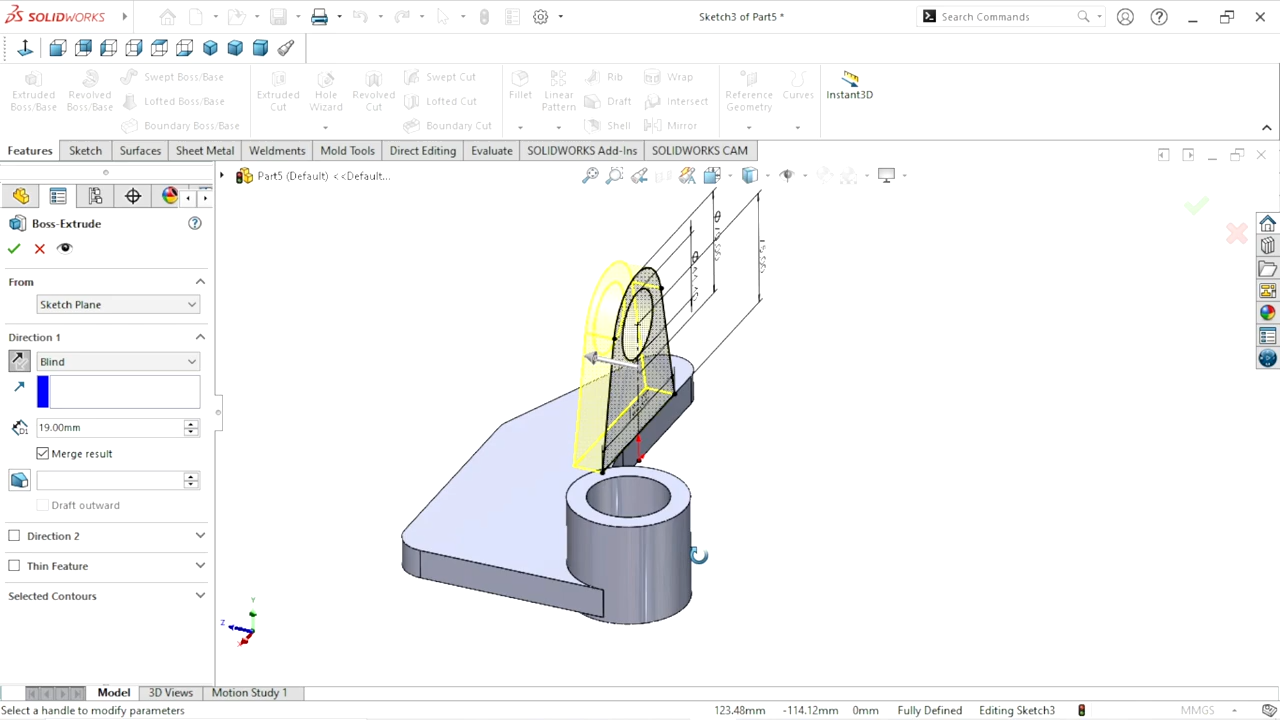 SOLIDWORKS
Sketch3 of Part5 *
Search Commands
Extruded Boss/Base
Revolved Boss/Base
Swept Boss/Base
Lofted Boss/Base
Boundary Boss/Base
Extruded Cut
Hole Wizard
Revolved Cut
Swept Cut
Lofted Cut
Boundary Cut
Fillet
Linear Pattern
Rib
Draft
Shell
Wrap
Intersect
Mirror
Reference Geometry
Curves
Instant3D
Features
Sketch
Surfaces
Sheet Metal
Weldments
Mold Tools
Direct Editing
Evaluate
SOLIDWORKS Add-Ins
SOLIDWORKS CAM
Part5 (Default) <<Default...
Boss-Extrude
From
Sketch Plane
Direction 1
Blind
D1
19.00mm
Merge result
Draft outward
Direction 2
Thin Feature
Selected Contours
Y
Z
Model
3D Views
Motion Study 1
Select a handle to modify parameters
123.48mm
-114.12mm
0mm
Fully Defined
Editing Sketch3
MMGS